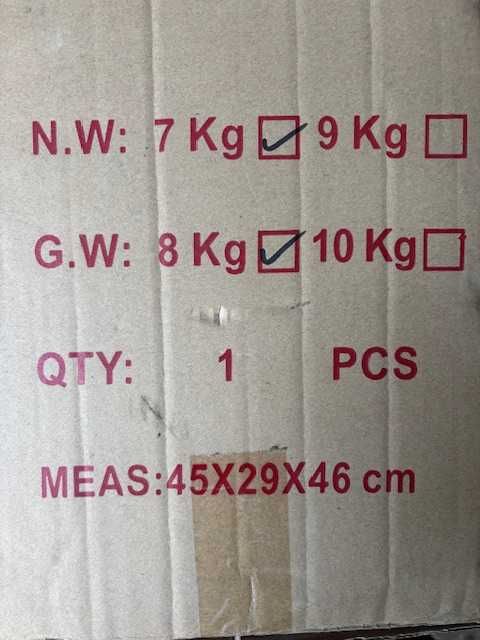 N.W: 7 Kg ☑ 9 Kg ☐
G.W: 8 Kg ☑ 10 Kg ☐
QTY: 1 PCS
MEAS:45X29X46 cm